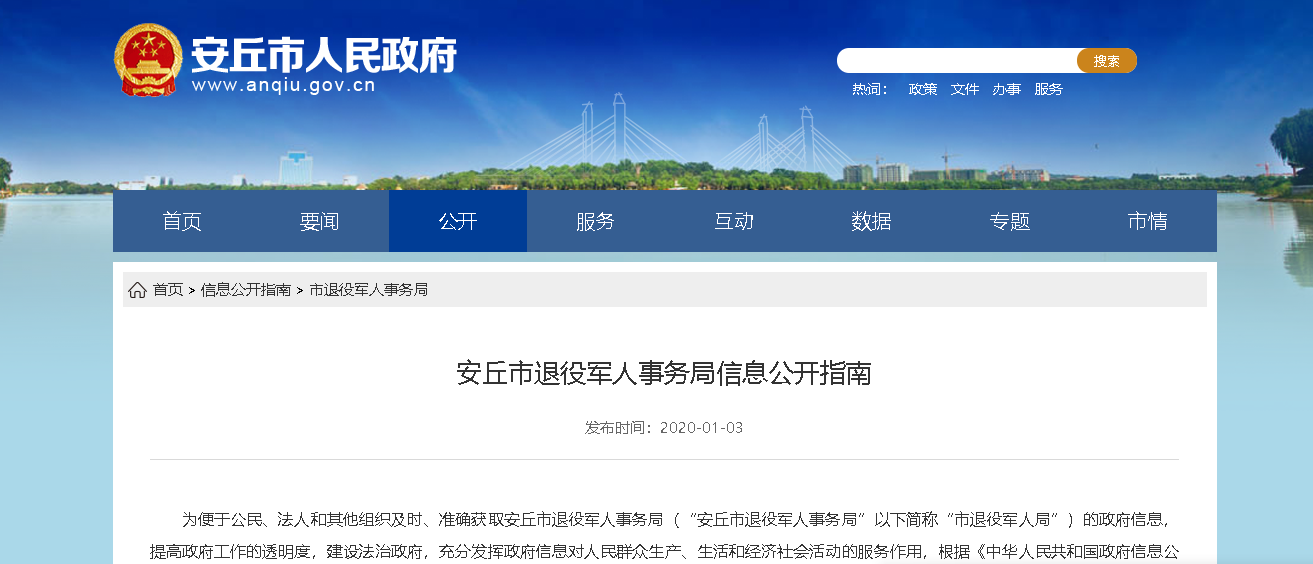 安丘市人民政府
www.anqiu.gov.cn
搜索
热词： 政策 文件 办事 服务
首页 要闻 公开 服务 互动 数据 专题 市情
首页 > 信息公开指南 > 市退役军人事务局
安丘市退役军人事务局信息公开指南
发布时间：2020-01-03
为便于公民、法人和其他组织及时、准确获取安丘市退役军人事务局（“安丘市退役军人事务局”以下简称“市退役军人局”）的政府信息，
提高政府工作的透明度，建设法治政府，充分发挥政府信息对人民群众生产、生活和经济社会活动的服务作用，根据《中华人民共和国政府信息公